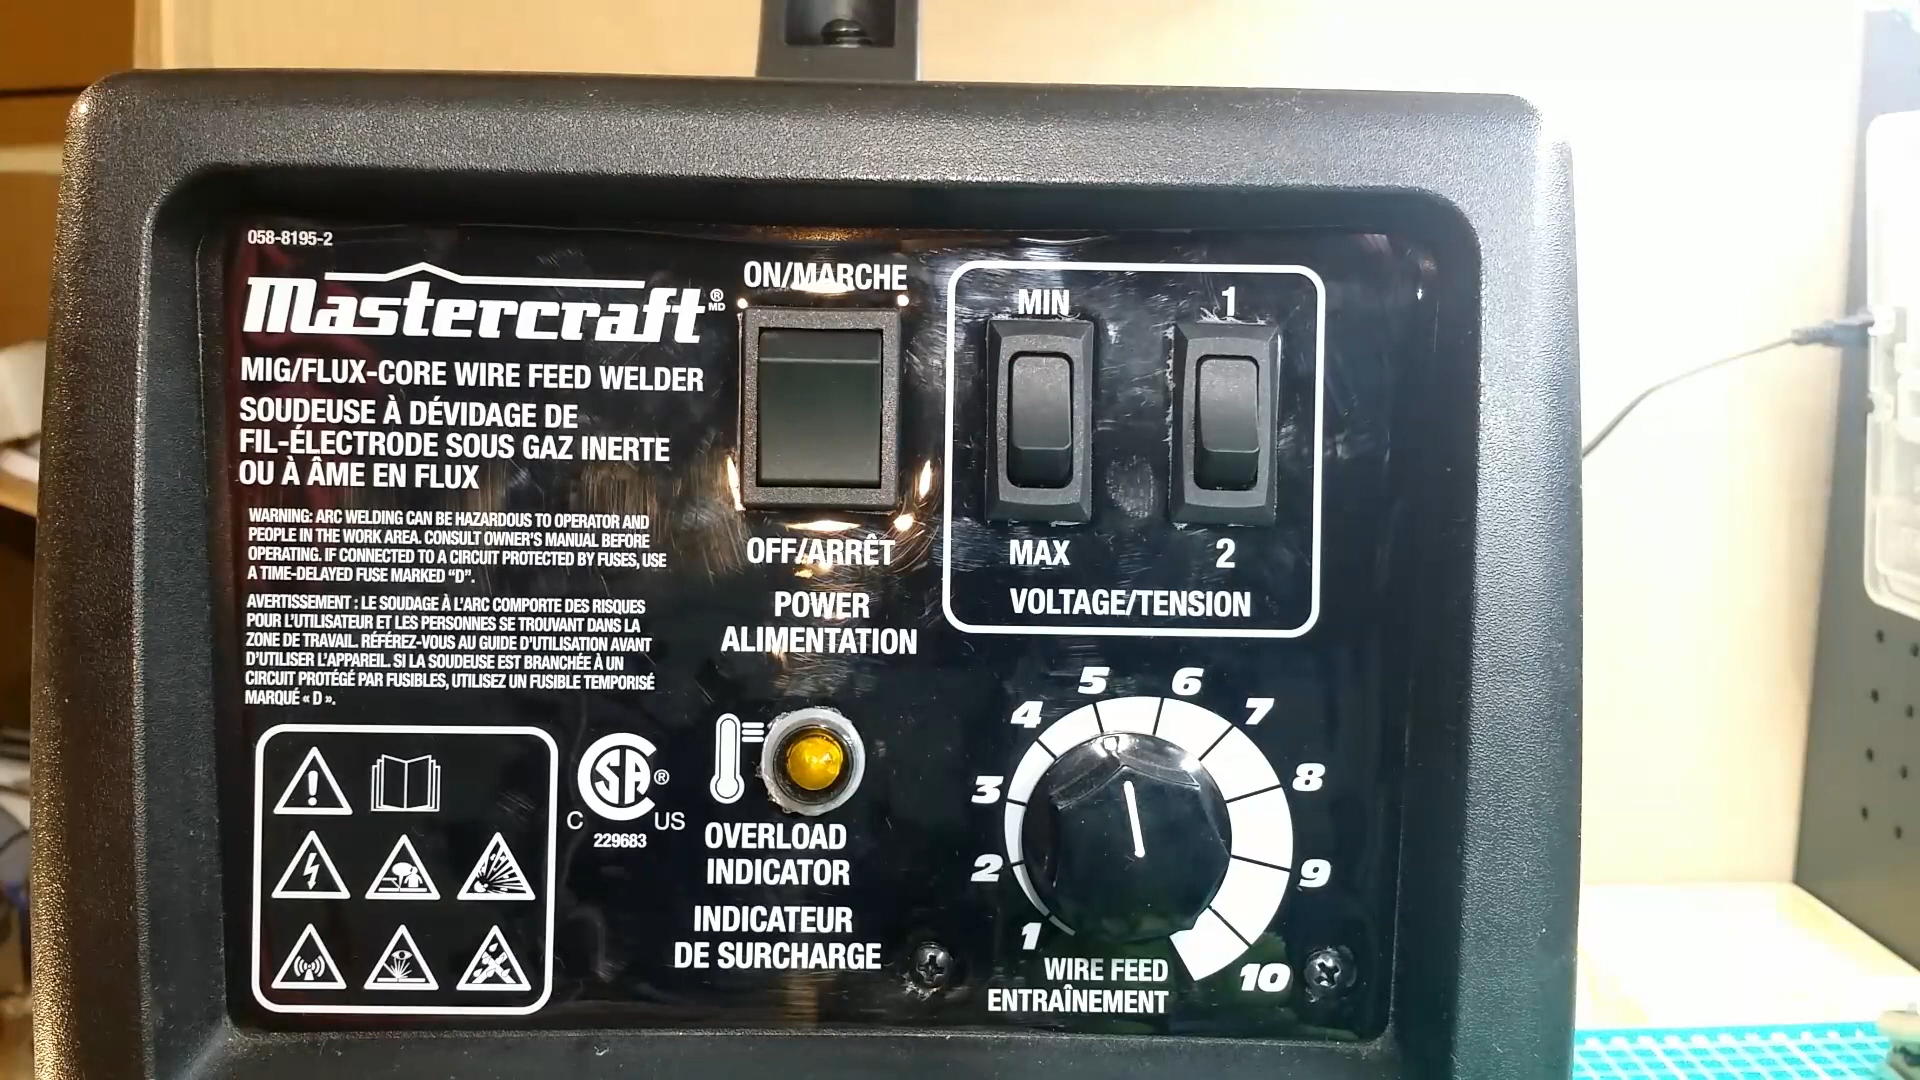 058-8195-2
Mastercraft® MD
MIG/FLUX-CORE WIRE FEED WELDER
SOUDEUSE À DÉVIDAGE DE
FIL-ÉLECTRODE SOUS GAZ INERTE
OU À ÂME EN FLUX
WARNING: ARC WELDING CAN BE HAZARDOUS TO OPERATOR AND
PEOPLE IN THE WORK AREA. CONSULT OWNER'S MANUAL BEFORE
OPERATING. IF CONNECTED TO A CIRCUIT PROTECTED BY FUSES, USE
A TIME-DELAYED FUSE MARKED “D”.
AVERTISSEMENT : LE SOUDAGE À L'ARC COMPORTE DES RISQUES
POUR L'UTILISATEUR ET LES PERSONNES SE TROUVANT DANS LA
ZONE DE TRAVAIL. RÉFÉREZ-VOUS AU GUIDE D'UTILISATION AVANT
D'UTILISER L'APPAREIL. SI LA SOUDEUSE EST BRANCHÉE À UN
CIRCUIT PROTÉGÉ PAR FUSIBLES, UTILISEZ UN FUSIBLE TEMPORISÉ
MARQUÉ « D ».
ON/MARCHE
OFF/ARRÊT
POWER
ALIMENTATION
MIN
1
MAX
2
VOLTAGE/TENSION
C SA® US
229683
OVERLOAD
INDICATOR
INDICATEUR
DE SURCHARGE
1
2
3
4
5
6
7
8
9
10
WIRE FEED
ENTRAÎNEMENT